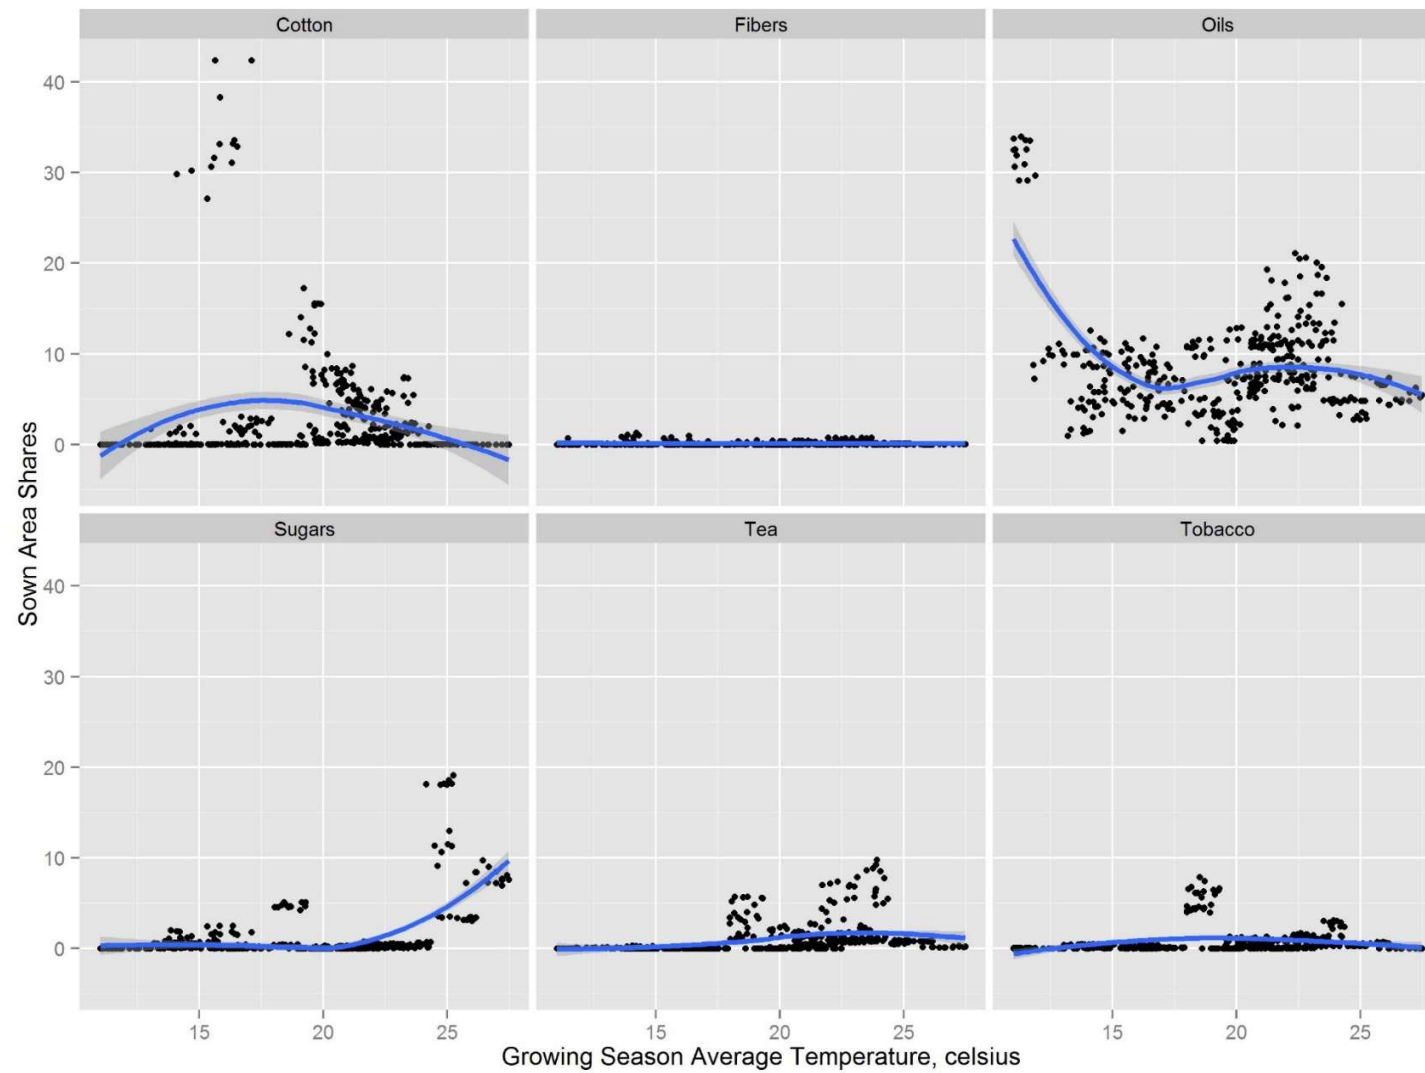 Cotton Fibers Oils
40
30
20
10
0
Sown Area Shares
Sugars Tea Tobacco
40
30
20
10
0
15 20 25 15 20 25 15 20 25
Growing Season Average Temperature, celsius